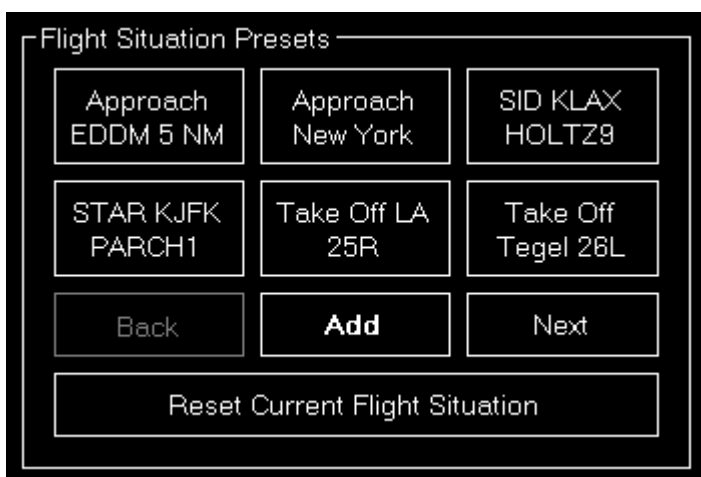 Flight Situation Presets
Approach
EDDM 5 NM
Approach
New York
SID KLAX
HOLTZ9
STAR KJFK
PARCH1
Take Off LA
25R
Take Off
Tegel 26L
Back
Add
Next
Reset Current Flight Situation